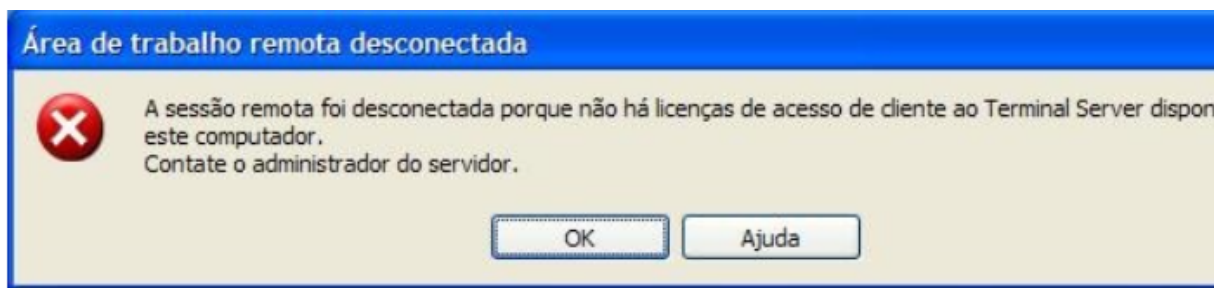 Área de trabalho remota desconectada
A sessão remota foi desconectada porque não há licenças de acesso de cliente ao Terminal Server dispon
este computador.
Contate o administrador do servidor.
OK
Ajuda